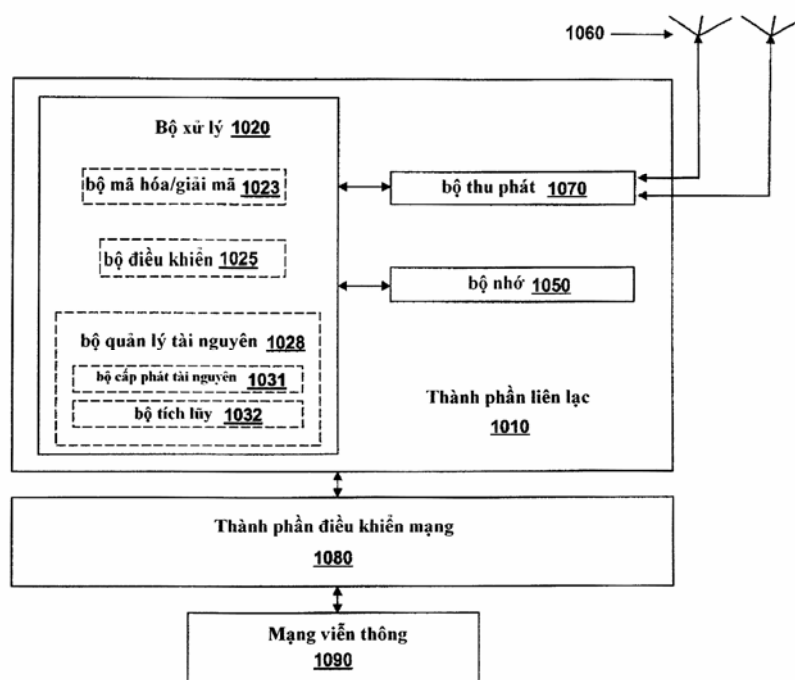 1060
Bộ xử lý 1020
bộ mã hóa/giải mã 1023
bộ thu phát 1070
bộ điều khiển 1025
bộ nhớ 1050
bộ quản lý tài nguyên 1028
bộ cấp phát tài nguyên 1031
bộ tích lũy 1032
Thành phần liên lạc
1010
Thành phần điều khiển mạng
1080
Mạng viễn thông
1090